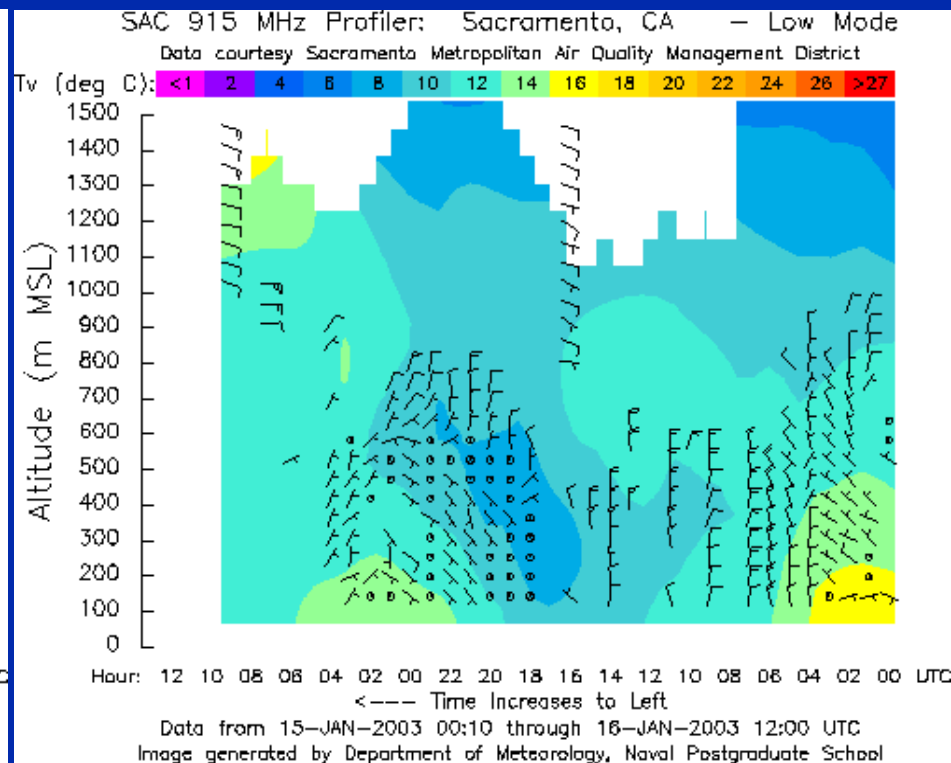 SAC 915 MHz Profiler: Sacramento, CA – Low Mode
Data courtesy Sacramento Metropolitan Air Quality Management District
Tv (deg C): <1 2 4 6 8 10 12 14 16 18 20 22 24 26 >27
1500
1400
1300
1200
1100
1000
900
800
700
600
500
400
300
200
100
0
Altitude (m MSL)
C
Hour: 12 10 08 06 04 02 00 22 20 18 16 14 12 10 08 06 04 02 00 UTC
<––– Time Increases to Left
Data from 15–JAN–2003 00:10 through 16–JAN–2003 12:00 UTC
Image generated by Department of Meteorology, Naval Postgraduate School